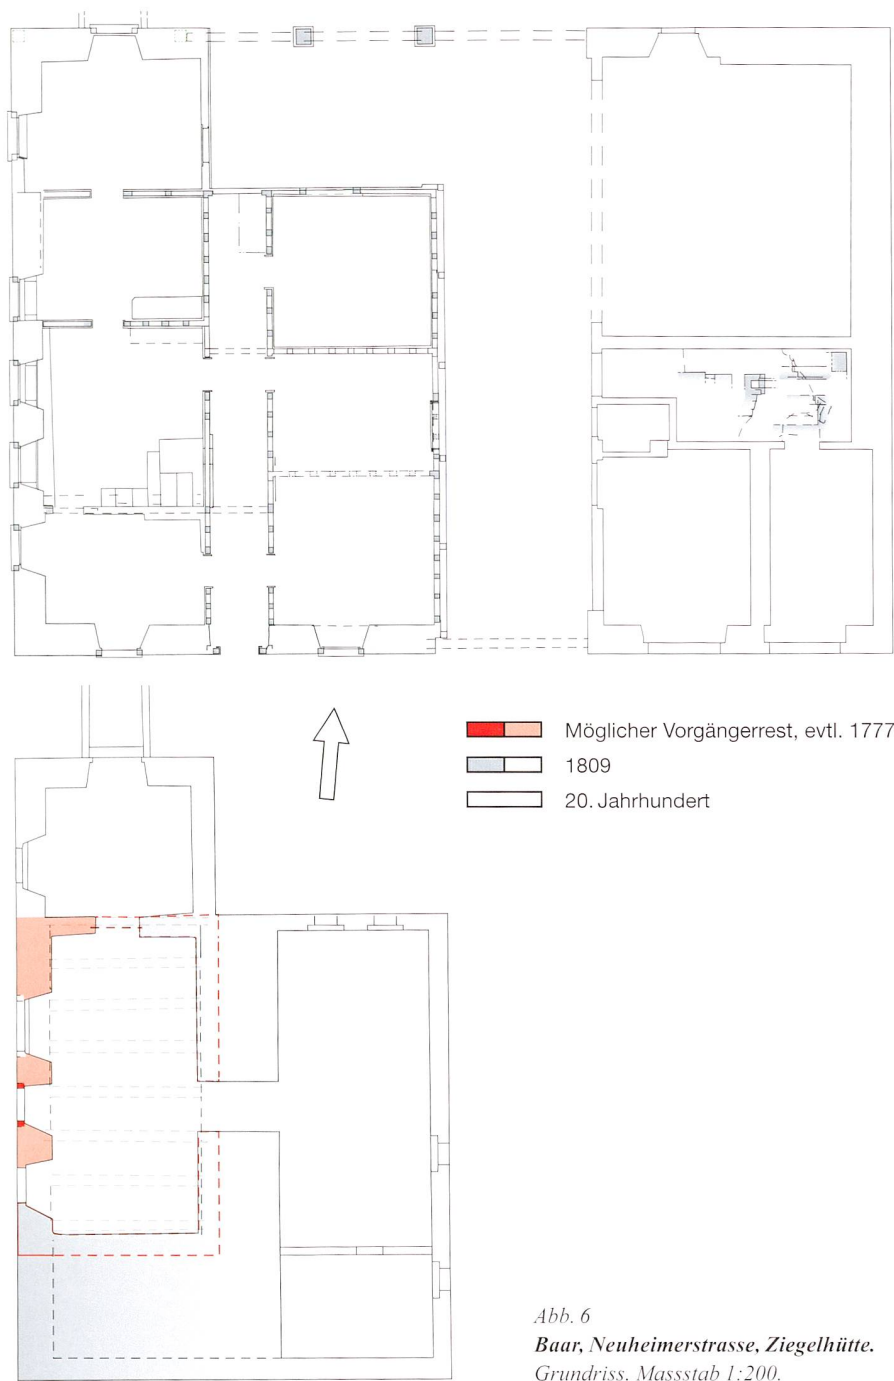 Möglicher Vorgängerrest, evtl. 1777
1809
20. Jahrhundert
Abb. 6
Baar, Neuheimerstrasse, Ziegelhütte.
Grundriss. Massstab 1:200.